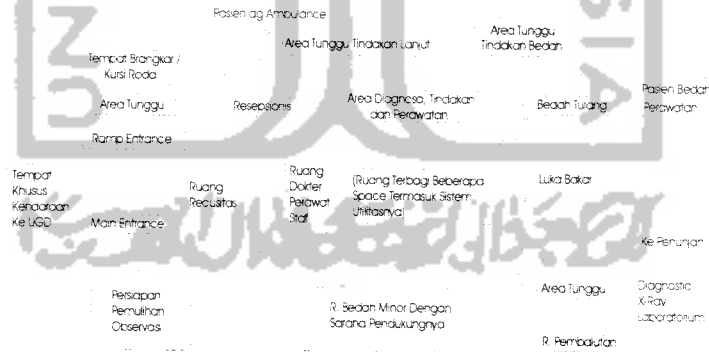 Pasien dg Ambulance
Area Tunggu
Tindakan Bedah
Area Tunggu Tindakan Lanjut
Tempat Brangkar /
Kursi Roda
Pasien Bedah
Perawatan
Area Tunggu
Resepsionis
Area Diagnosa, Tindakan
dan Perawatan
Bedah Tulang
Ramp Entrance
Tempat
Khusus
Kendaraan
Ke UGD
Main Entrance
Ruang
Recusitas
Ruang
Dokter
Perawat
Staf
(Ruang Terbagi Beberapa
Space Termasuk Sistem
Utilitasnya)
Luka Bakar
Ke Penunjan
Persiapan
Pemulihan
Observasi
R. Bedah Minor Dengan
Sarana Pendukungnya
Area Tunggu
Diagnostic
X-Ray
Laboratorium
R. Pembalutan